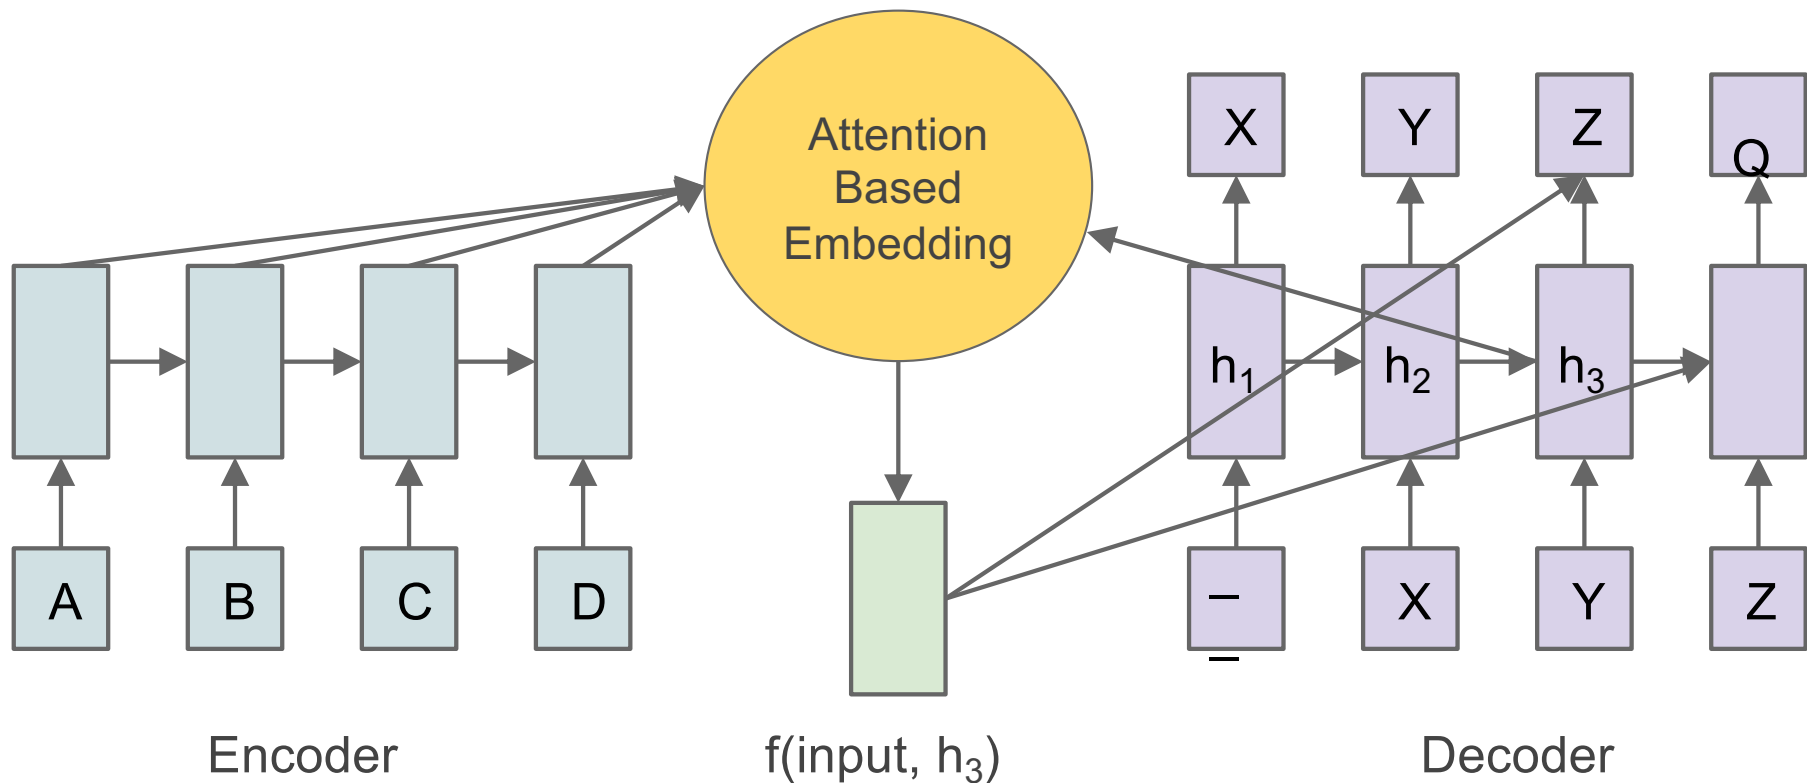 Attention
Based
Embedding
X Y Z Q
h₁ h₂ h₃
A B C D
_ _ X Y Z
Encoder
f(input, h₃)
Decoder